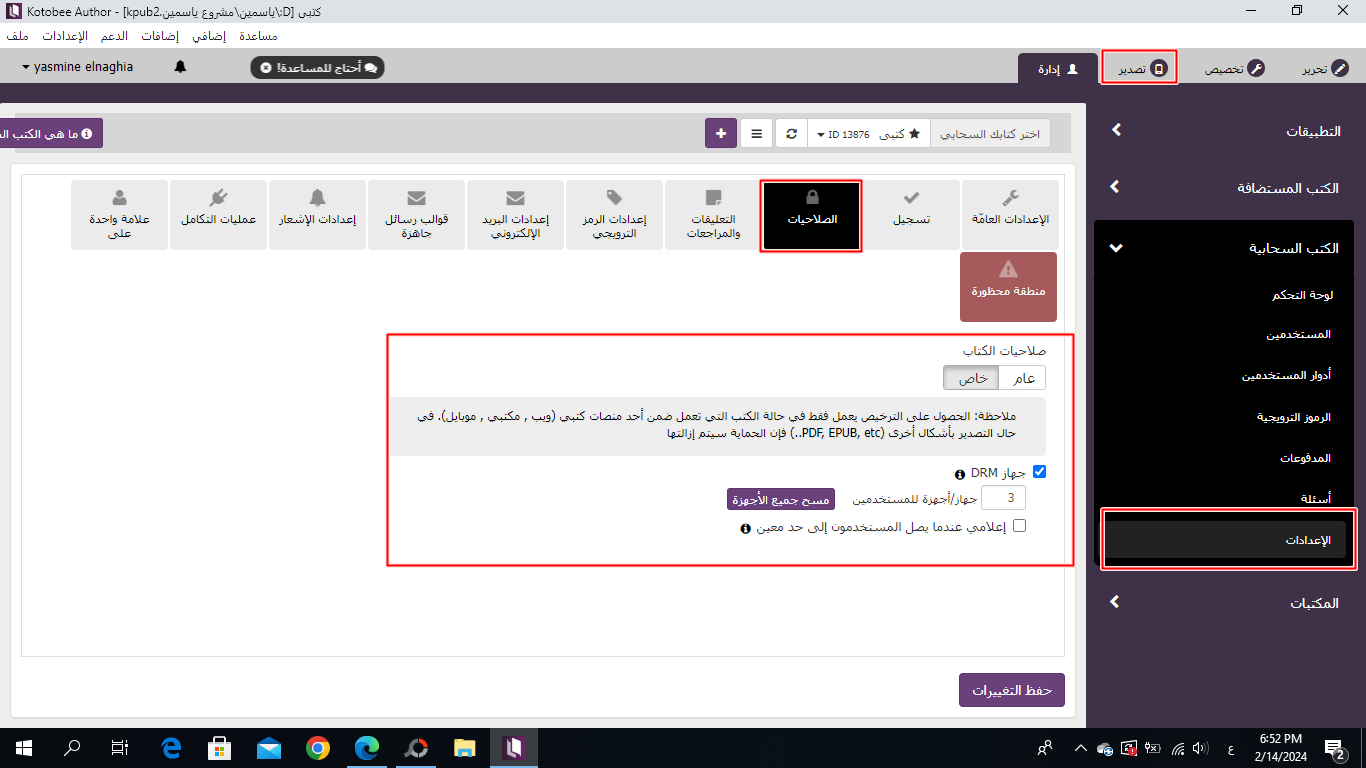 Kotobee Author - [كتبى [D:\ياسمين\مشروع ياسمين.kpub2
ملف
الإعدادات
الدعم
إضافات
إضافي
مساعدة
تحرير
تخصيص
تصدير
إدارة
أحتاج للمساعدة!
yasmine elnaghia
التطبيقات
الكتب المستضافة
الكتب السحابية
لوحة التحكم
المستخدمين
أدوار المستخدمين
الرموز الترويجية
المدفوعات
أسئلة
الإعدادات
المكتبات
اختر كتابك السحابي
كتبى ID 13876
ما هي الكتب
الإعدادات العامّة
تسجيل
الصلاحيات
التعليقات والمراجعات
إعدادات الرمز الترويجي
إعدادات البريد الإلكتروني
قوالب رسائل جاهزة
إعدادات الإشعار
عمليات التكامل
علامة واحدة على
منطقة محظورة
صلاحيات الكتاب
عام
خاص
ملاحظة: الحصول على الترخيص يعمل فقط في حالة الكتب التي تعمل ضمن أحد منصات كتبي (ويب , مكتبي , موبايل). في
حال التصدير بأشكال أخرى (PDF, EPUB, etc..) فإن الحماية سيتم إزالتها
جهاز DRM
3 جهاز/أجهزة للمستخدمين
مسح جميع الأجهزة
إعلامي عندما يصل المستخدمون إلى حد معين
حفظ التغييرات
ع
6:52 PM
2/14/2024
2